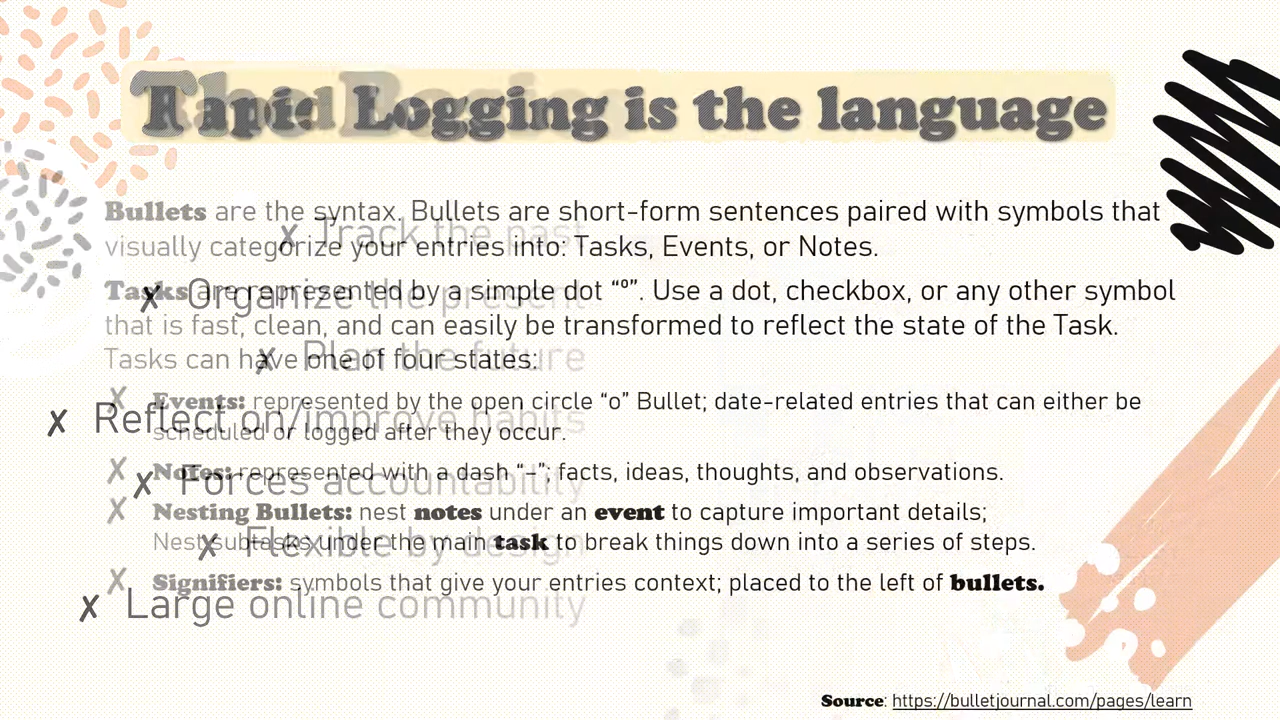 Rapid Logging is the language
Bullets are the syntax. Bullets are short-form sentences paired with symbols that
visually categorize your entries into: Tasks, Events, or Notes.
Tasks are represented by a simple dot “º”. Use a dot, checkbox, or any other symbol
that is fast, clean, and can easily be transformed to reflect the state of the Task.
Tasks can have one of four states:
✗ Events: represented by the open circle “o” Bullet; date-related entries that can either be
scheduled or logged after they occur.
✗ Notes: represented with a dash “–”; facts, ideas, thoughts, and observations.
✗ Nesting Bullets: nest notes under an event to capture important details;
Nest subtasks under the main task to break things down into a series of steps.
✗ Signifiers: symbols that give your entries context; placed to the left of bullets.
✗ Track the past
✗ Organize the present
✗ Plan the future
✗ Reflect on/improve habits
✗ Forces accountability
✗ Flexible by design
✗ Large online community
Source: https://bulletjournal.com/pages/learn